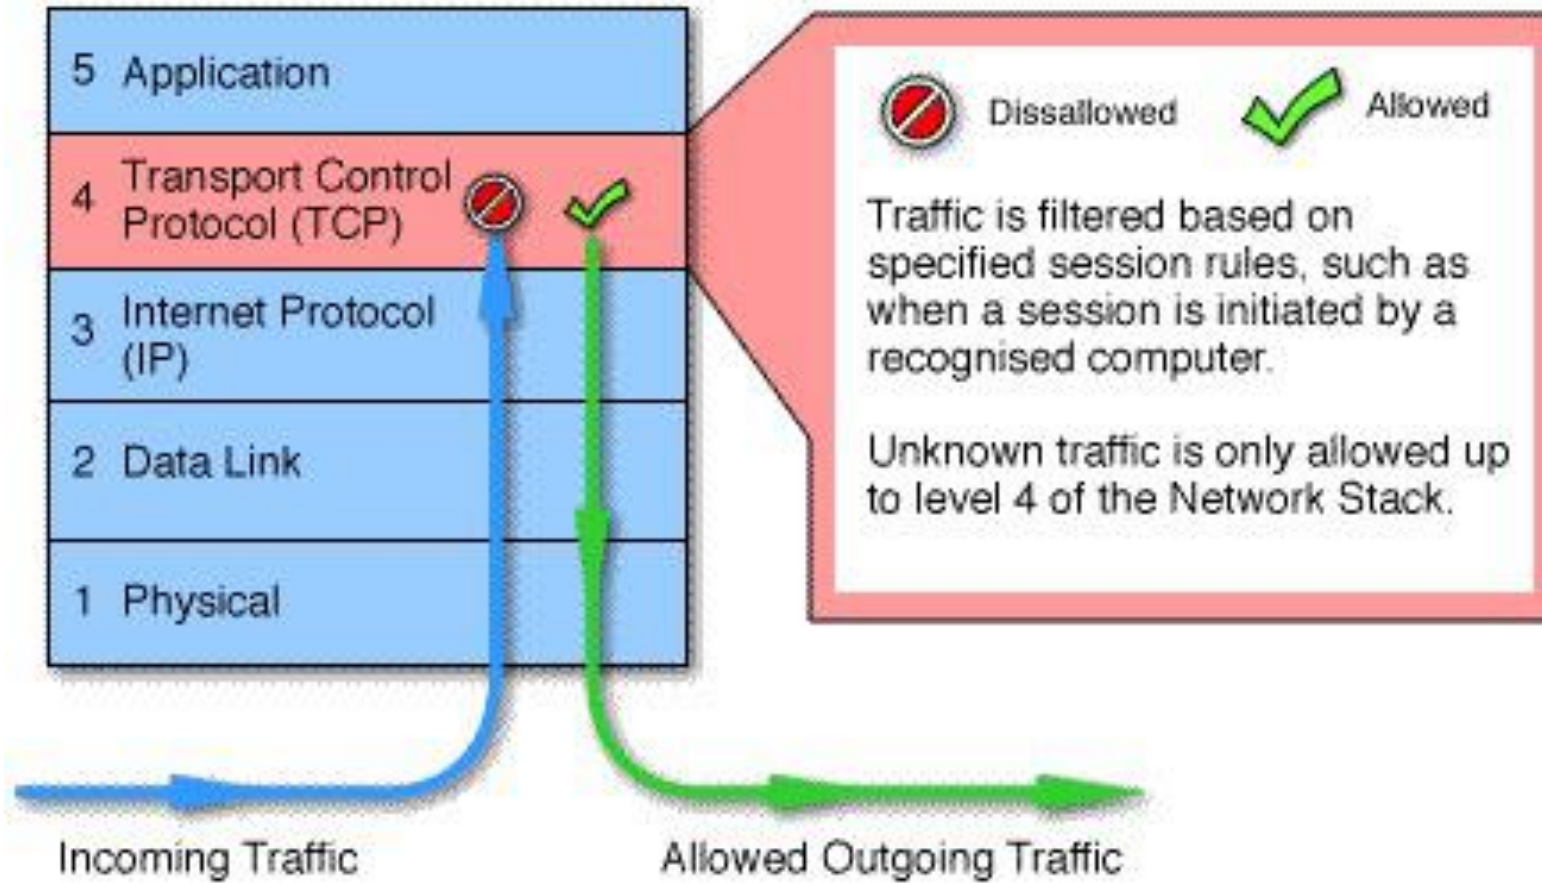 5 Application
4 Transport Control
Protocol (TCP)
3 Internet Protocol
(IP)
2 Data Link
1 Physical
Incoming Traffic
Allowed Outgoing Traffic
Dissallowed
Allowed
Traffic is filtered based on
specified session rules, such as
when a session is initiated by a
recognised computer.
Unknown traffic is only allowed up
to level 4 of the Network Stack.